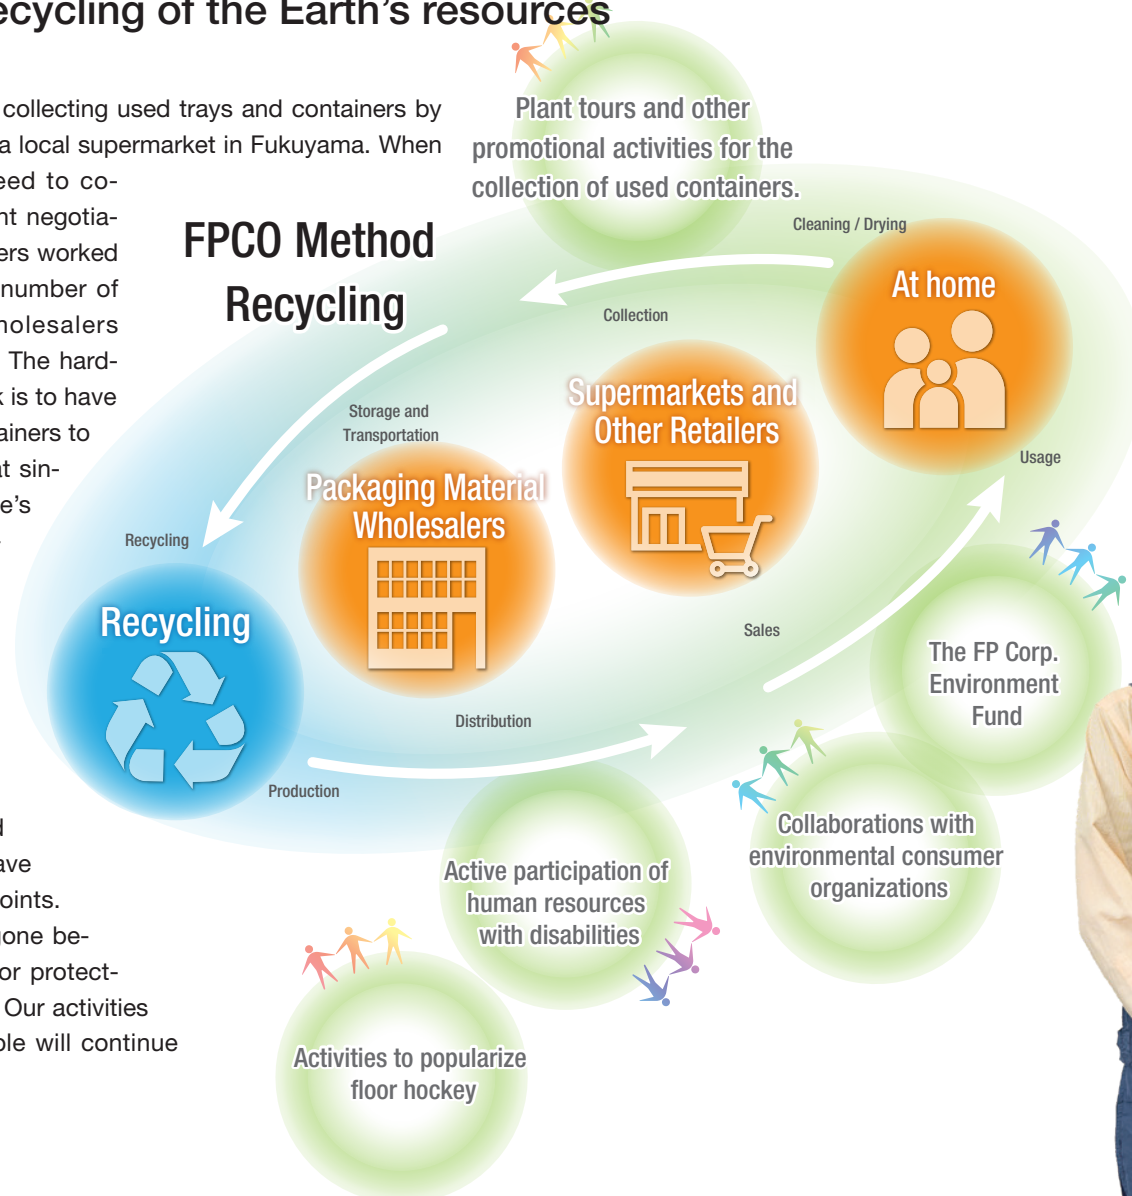 ecycling of the Earth's resources
collecting used trays and containers by
a local supermarket in Fukuyama. When
eed to co-
nt negotia-
ers worked
number of
holesalers
The hard-
k is to have
ainers to
at sin-
e's
d
ave
oints.
gone be-
or protect-
Our activities
ple will continue
FPCO Method
Recycling
Plant tours and other
promotional activities for the
collection of used containers.
Cleaning / Drying
At home
Collection
Supermarkets and
Other Retailers
Storage and
Transportation
Packaging Material
Wholesalers
Usage
Recycling
Recycling
Sales
The FP Corp.
Environment
Fund
Distribution
Production
Collaborations with
environmental consumer
organizations
Active participation of
human resources
with disabilities
Activities to popularize
floor hockey